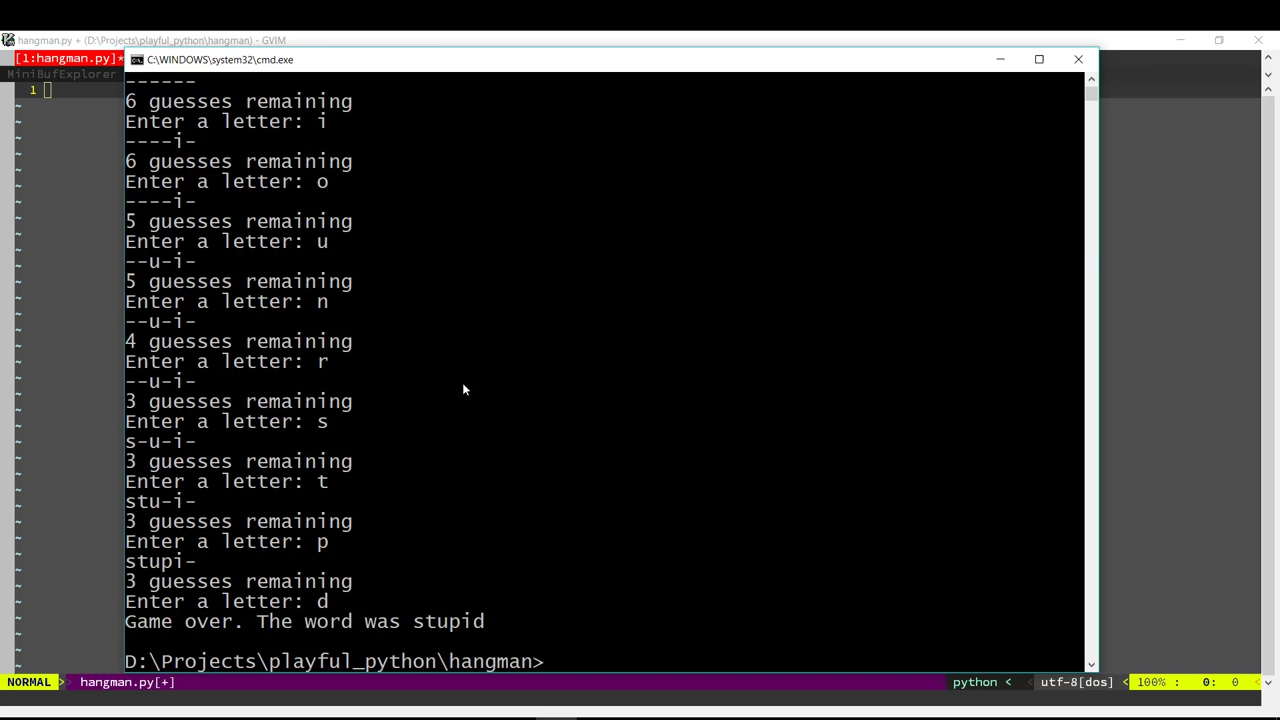 hangman.py + (D:\Projects\playful_python\hangman) - GVIM
[1:hangman.py]*
C:\WINDOWS\system32\cmd.exe
MiniBufExplorer
1
------
6 guesses remaining
Enter a letter: i
----i-
6 guesses remaining
Enter a letter: o
----i-
5 guesses remaining
Enter a letter: u
--u-i-
5 guesses remaining
Enter a letter: n
--u-i-
4 guesses remaining
Enter a letter: r
--u-i-
3 guesses remaining
Enter a letter: s
s-u-i-
3 guesses remaining
Enter a letter: t
stu-i-
3 guesses remaining
Enter a letter: p
stupi-
3 guesses remaining
Enter a letter: d
Game over. The word was stupid
D:\Projects\playful_python\hangman>
NORMAL > hangman.py[+] python < < utf-8[dos] < 100% : 0: 0 <